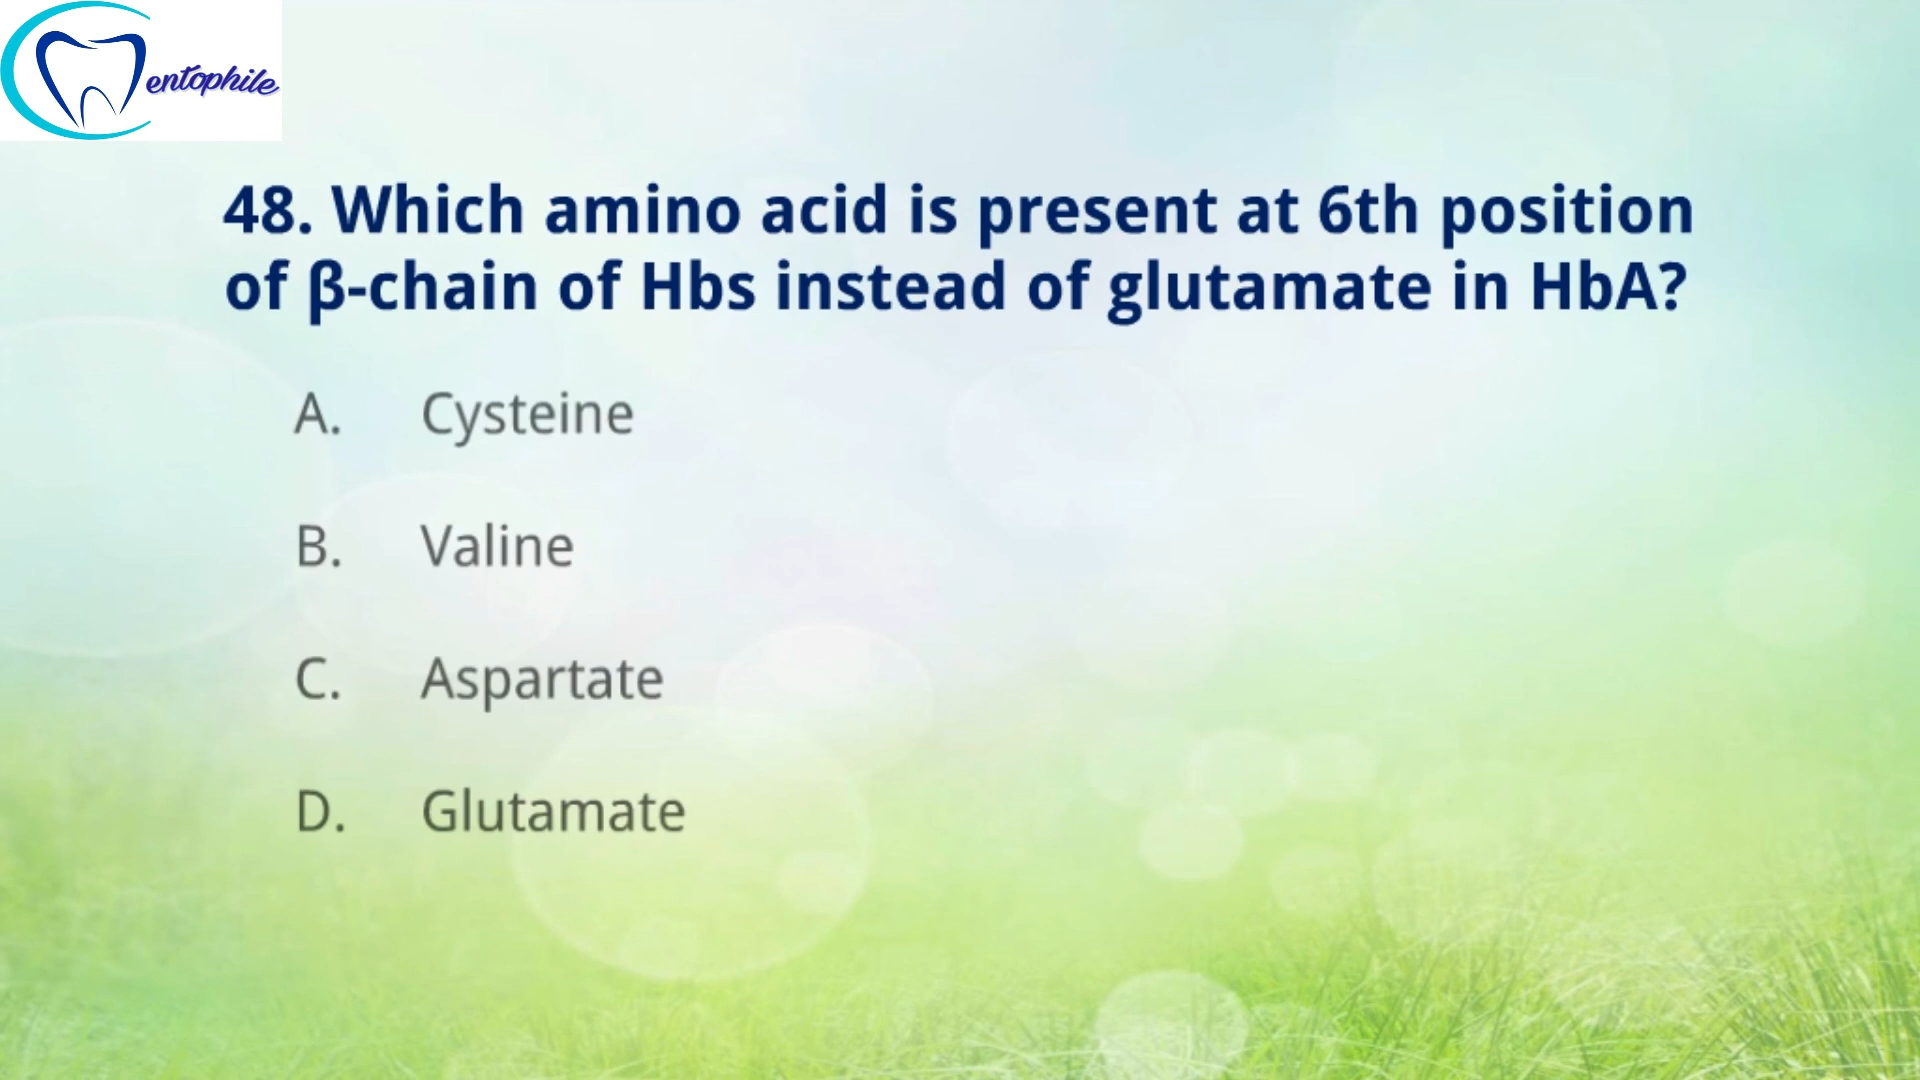 entophile
48. Which amino acid is present at 6th position
of β-chain of Hbs instead of glutamate in HbA?
A. Cysteine
B. Valine
C. Aspartate
D. Glutamate